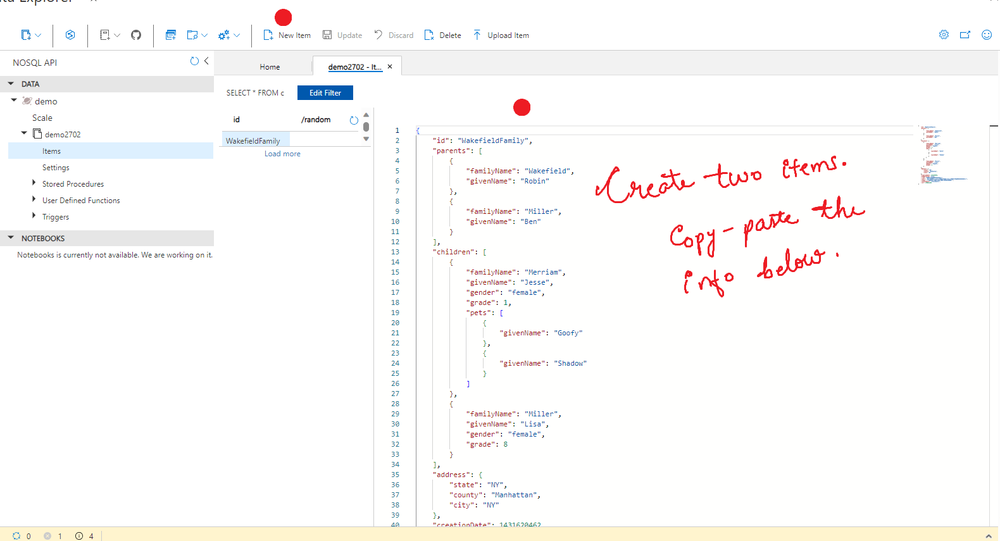 New Item
Update
Discard
Delete
Upload Item
NOSQL API
DATA
demo
Scale
demo2702
Items
Settings
Stored Procedures
User Defined Functions
Triggers
NOTEBOOKS
Notebooks is currently not available. We are working on it.
Home
demo2702 - It...
SELECT * FROM c
Edit Filter
id
/random
WakefieldFamily
Load more
1 {
2 "id": "WakefieldFamily",
3 "parents": [
4 {
5 "familyName": "Wakefield",
6 "givenName": "Robin"
7 },
8 {
9 "familyName": "Miller",
10 "givenName": "Ben"
11 }
12 ],
13 "children": [
14 {
15 "familyName": "Merriam",
16 "givenName": "Jesse",
17 "gender": "female",
18 "grade": 1,
19 "pets": [
20 {
21 "givenName": "Goofy"
22 },
23 {
24 "givenName": "Shadow"
25 }
26 ]
27 },
28 {
29 "familyName": "Miller",
30 "givenName": "Lisa",
31 "gender": "female",
32 "grade": 8
33 }
34 ],
35 "address": {
36 "state": "NY",
37 "county": "Manhattan",
38 "city": "NY"
39 },
40 "creationDate": 1431620462
Create two items.
Copy-paste the
info below.
0
1
4